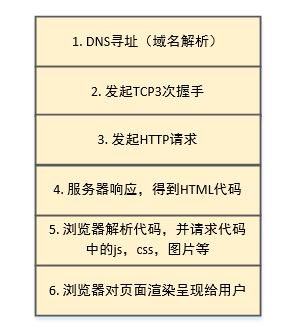 1. DNS寻址（域名解析）
2. 发起TCP3次握手
3. 发起HTTP请求
4. 服务器响应，得到HTML代码
5. 浏览器解析代码，并请求代码
中的js，css，图片等
6. 浏览器对页面渲染呈现给用户